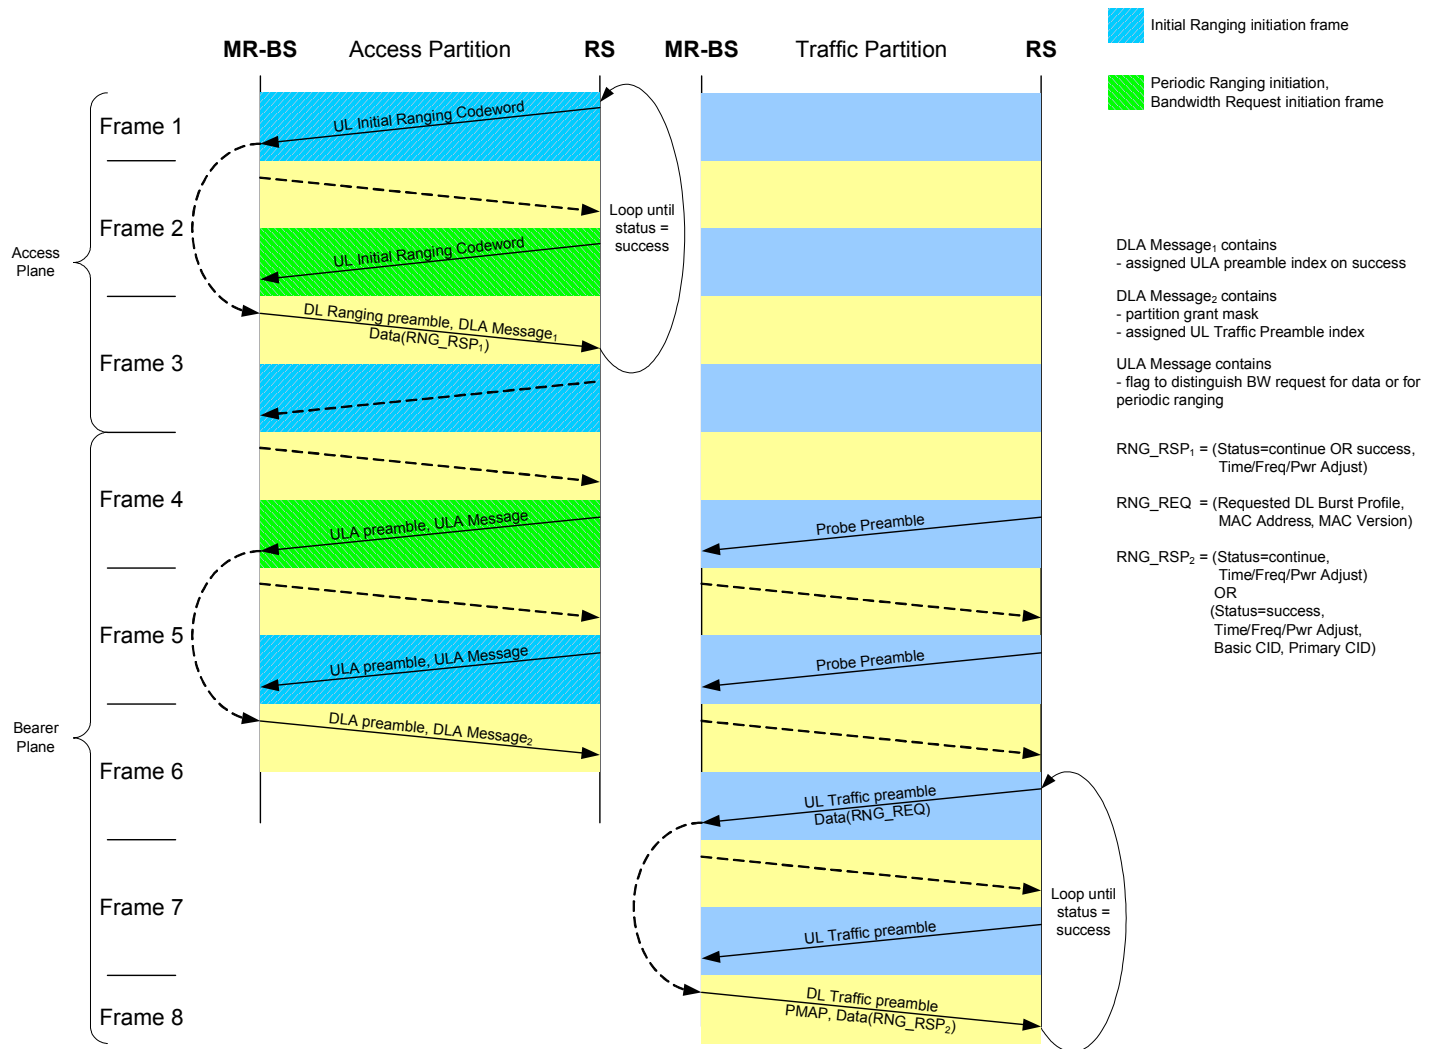 Initial Ranging initiation frame
MR-BS Access Partition RS MR-BS Traffic Partition RS
Periodic Ranging initiation,
Bandwidth Request initiation frame
Frame 1
UL Initial Ranging Codeword
Frame 2
Loop until
status =
success
Access
Plane
UL Initial Ranging Codeword
DLA Message₁ contains
- assigned ULA preamble index on success
DLA Message₂ contains
- partition grant mask
- assigned UL Traffic Preamble index
DL Ranging preamble, DLA Message₁
Data(RNG_RSP₁)
Frame 3
ULA Message contains
- flag to distinguish BW request for data or for
periodic ranging
RNG_RSP₁ = (Status=continue OR success,
Time/Freq/Pwr Adjust)
Frame 4
RNG_REQ = (Requested DL Burst Profile,
MAC Address, MAC Version)
ULA preamble, ULA Message
Probe Preamble
RNG_RSP₂ = (Status=continue,
Time/Freq/Pwr Adjust)
OR
(Status=success,
Time/Freq/Pwr Adjust,
Basic CID, Primary CID)
Frame 5
ULA preamble, ULA Message
Probe Preamble
Bearer
Plane
DLA preamble, DLA Message₂
Frame 6
UL Traffic preamble
Data(RNG_REQ)
Frame 7
Loop until
status =
success
UL Traffic preamble
Frame 8
DL Traffic preamble
PMAP, Data(RNG_RSP₂)